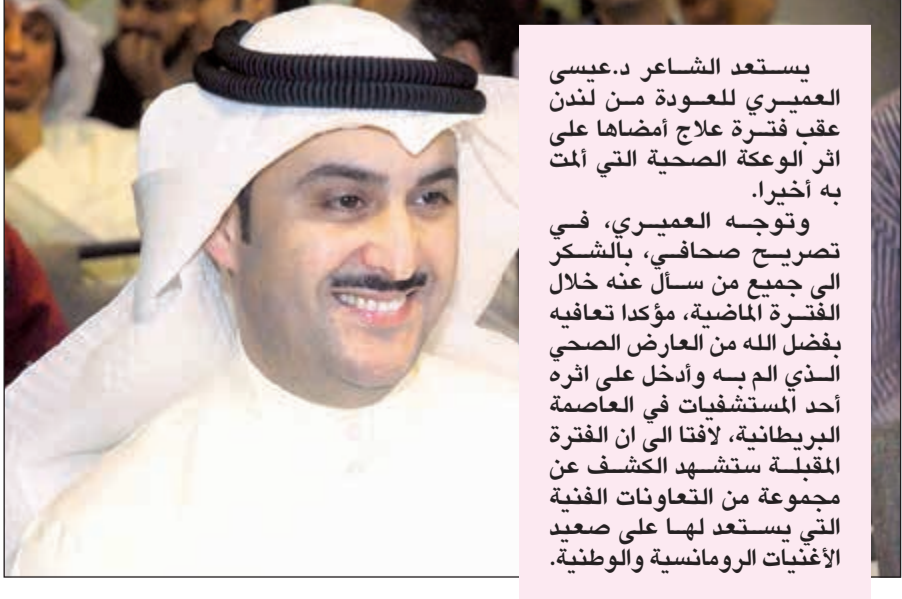 يستعد الشاعر د.عيسى
العميري للعودة من لندن
عقب فترة علاج أمضاها على
اثر الوعكة الصحية التي ألمت
به أخيرا.
وتوجه العميري، في
تصريح صحافي، بالشكر
الى جميع من سأل عنه خلال
الفترة الماضية، مؤكدا تعافيه
بفضل الله من العارض الصحي
الذي الم به وأدخل على اثره
أحد المستشفيات في العاصمة
البريطانية، لافتا الى ان الفترة
المقبلة ستشهد الكشف عن
مجموعة من التعاونات الفنية
التي يستعد لها على صعيد
الأغنيات الرومانسية والوطنية.